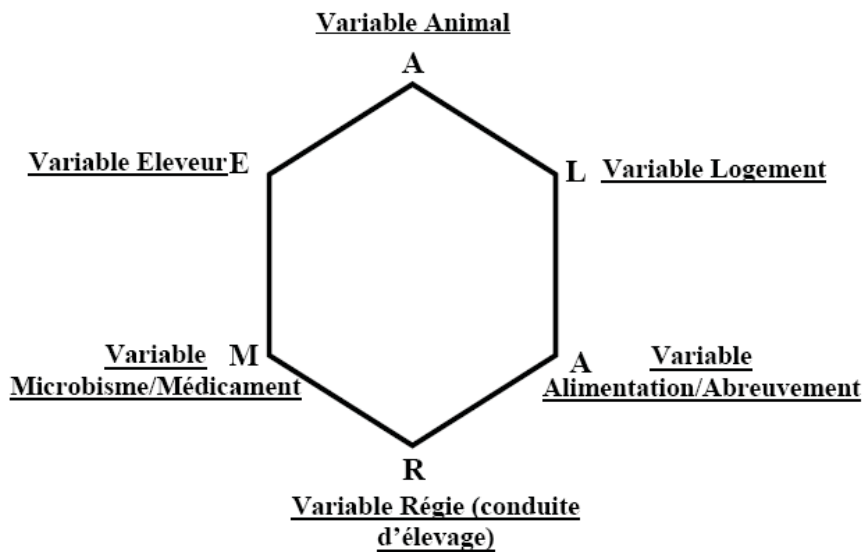 Variable Animal
A
Variable Eleveur E
L Variable Logement
Variable M
Microbisme/Médicament
A Variable
Alimentation/Abreuvement
R
Variable Régie (conduite
d'élevage)